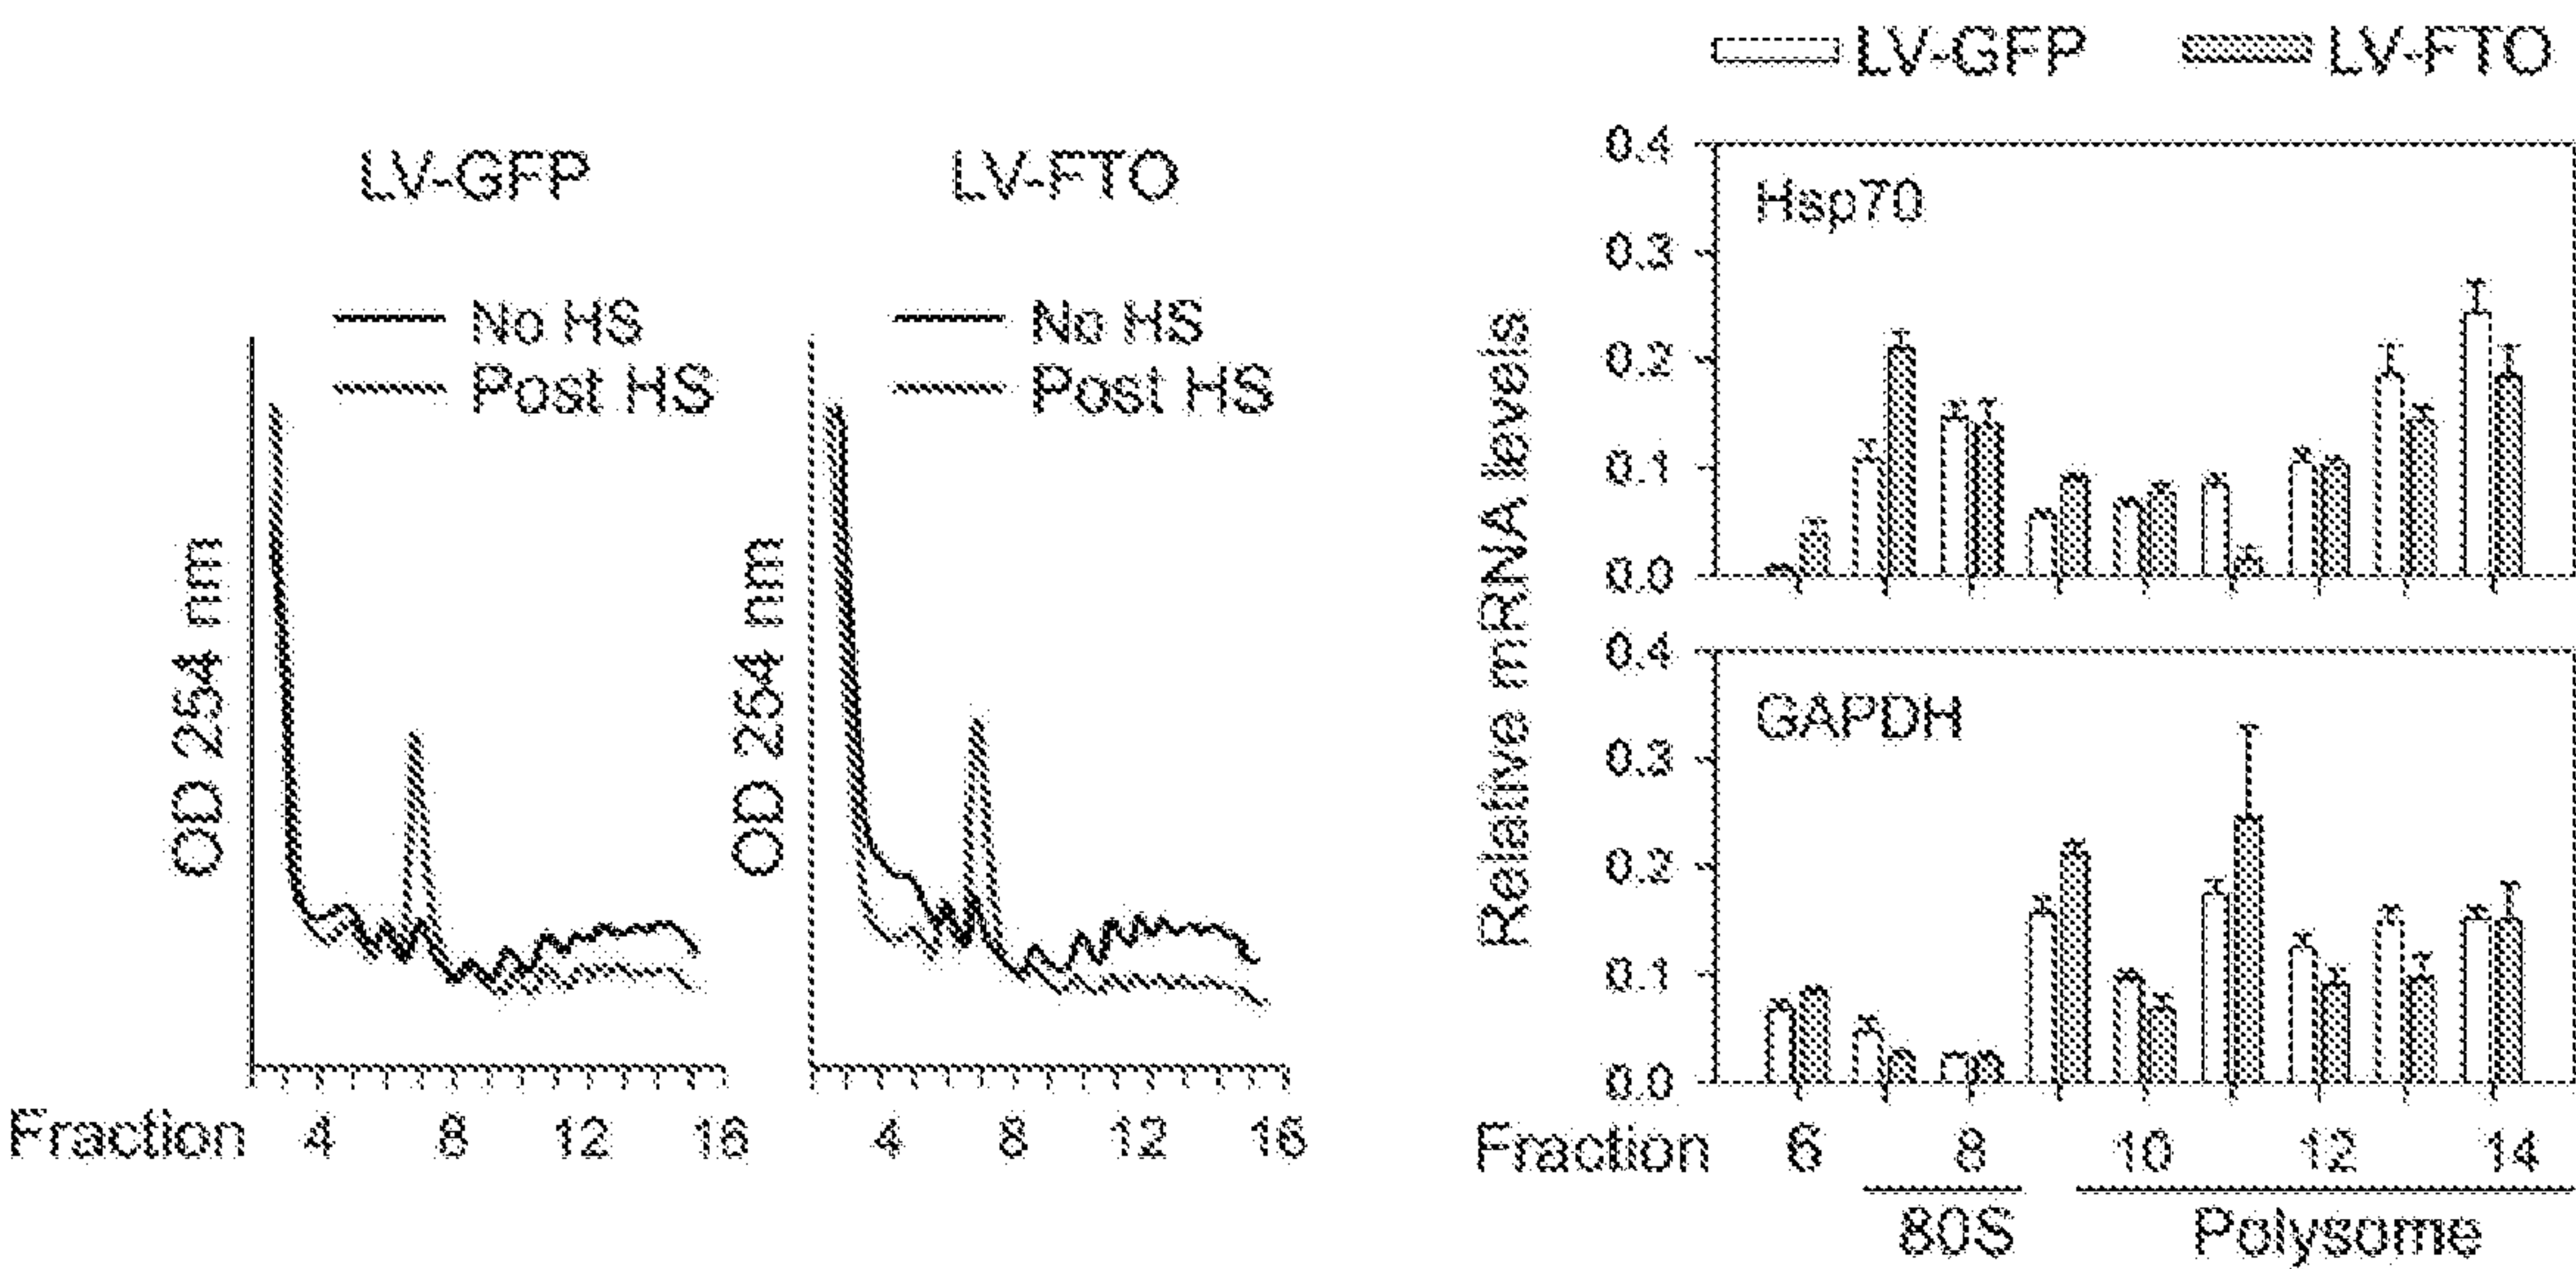 LV-GFP
No HS
Post HS
OD 254 nm
Fraction 4 8 12 16
LV-FTO
No HS
Post HS
OD 254 nm
4 8 12 16
LV-GFP LV-FTO
Relative mRNA levels
Hsp70
0.4
0.3
0.2
0.1
0.0
GAPDH
0.4
0.3
0.2
0.1
0.0
Fraction 6 8 10 12 14
80S Polysome